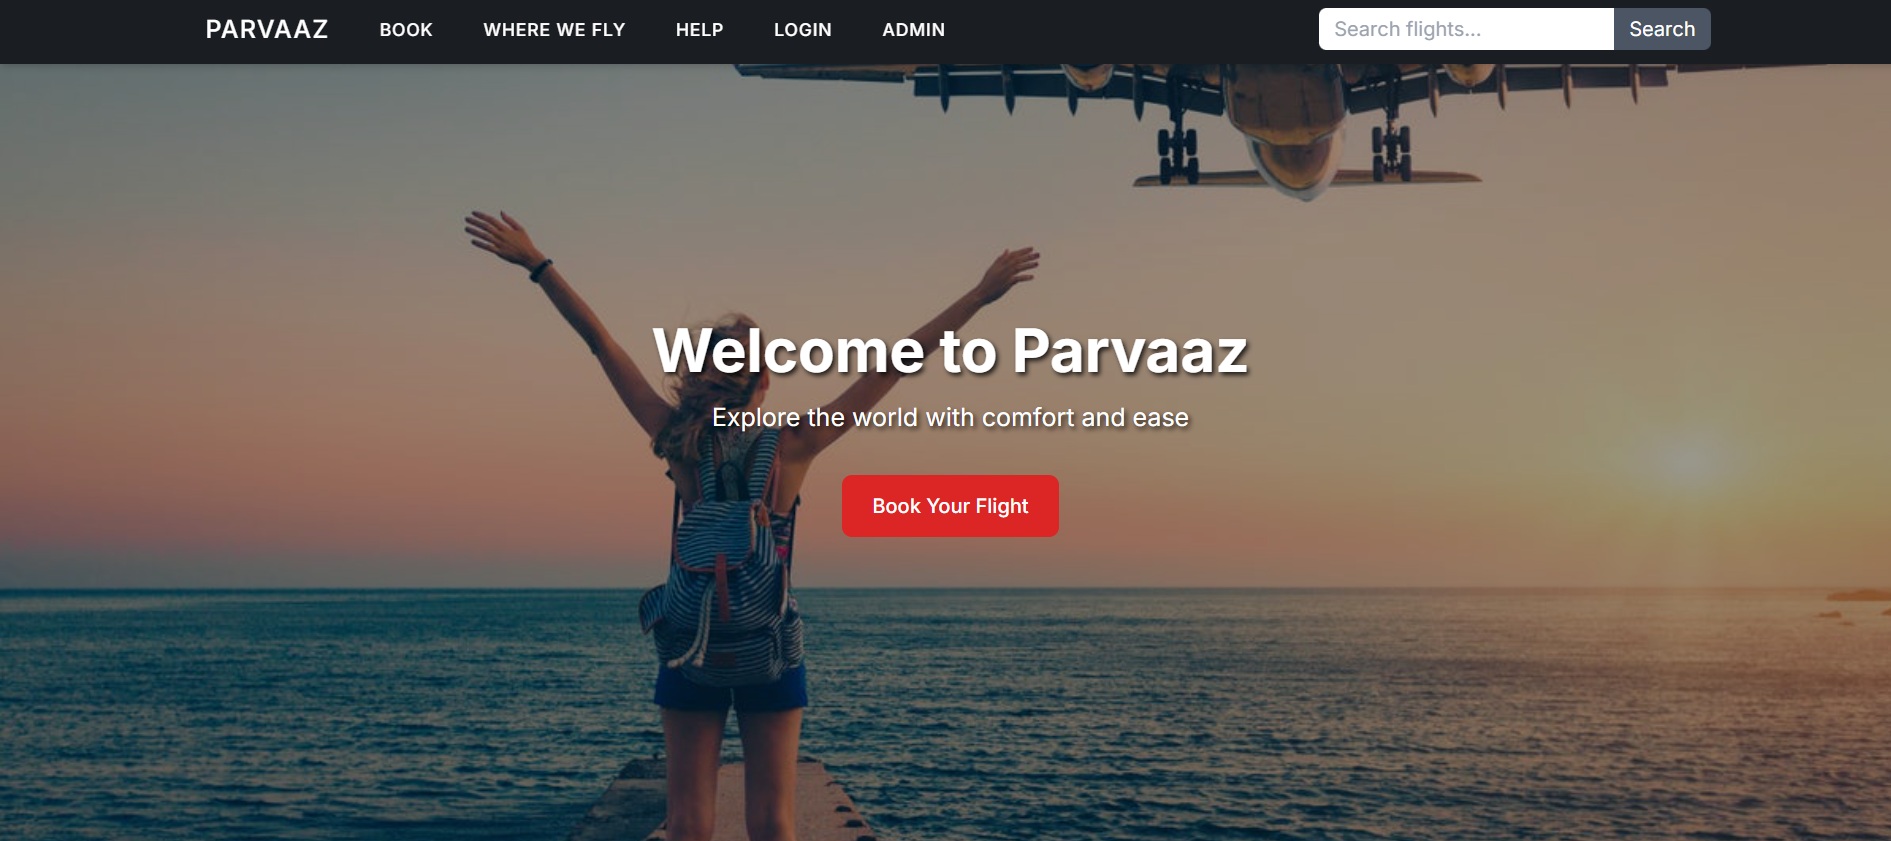 PARVAAZ BOOK WHERE WE FLY HELP LOGIN ADMIN Search flights... Search
Welcome to Parvaaz
Explore the world with comfort and ease
Book Your Flight